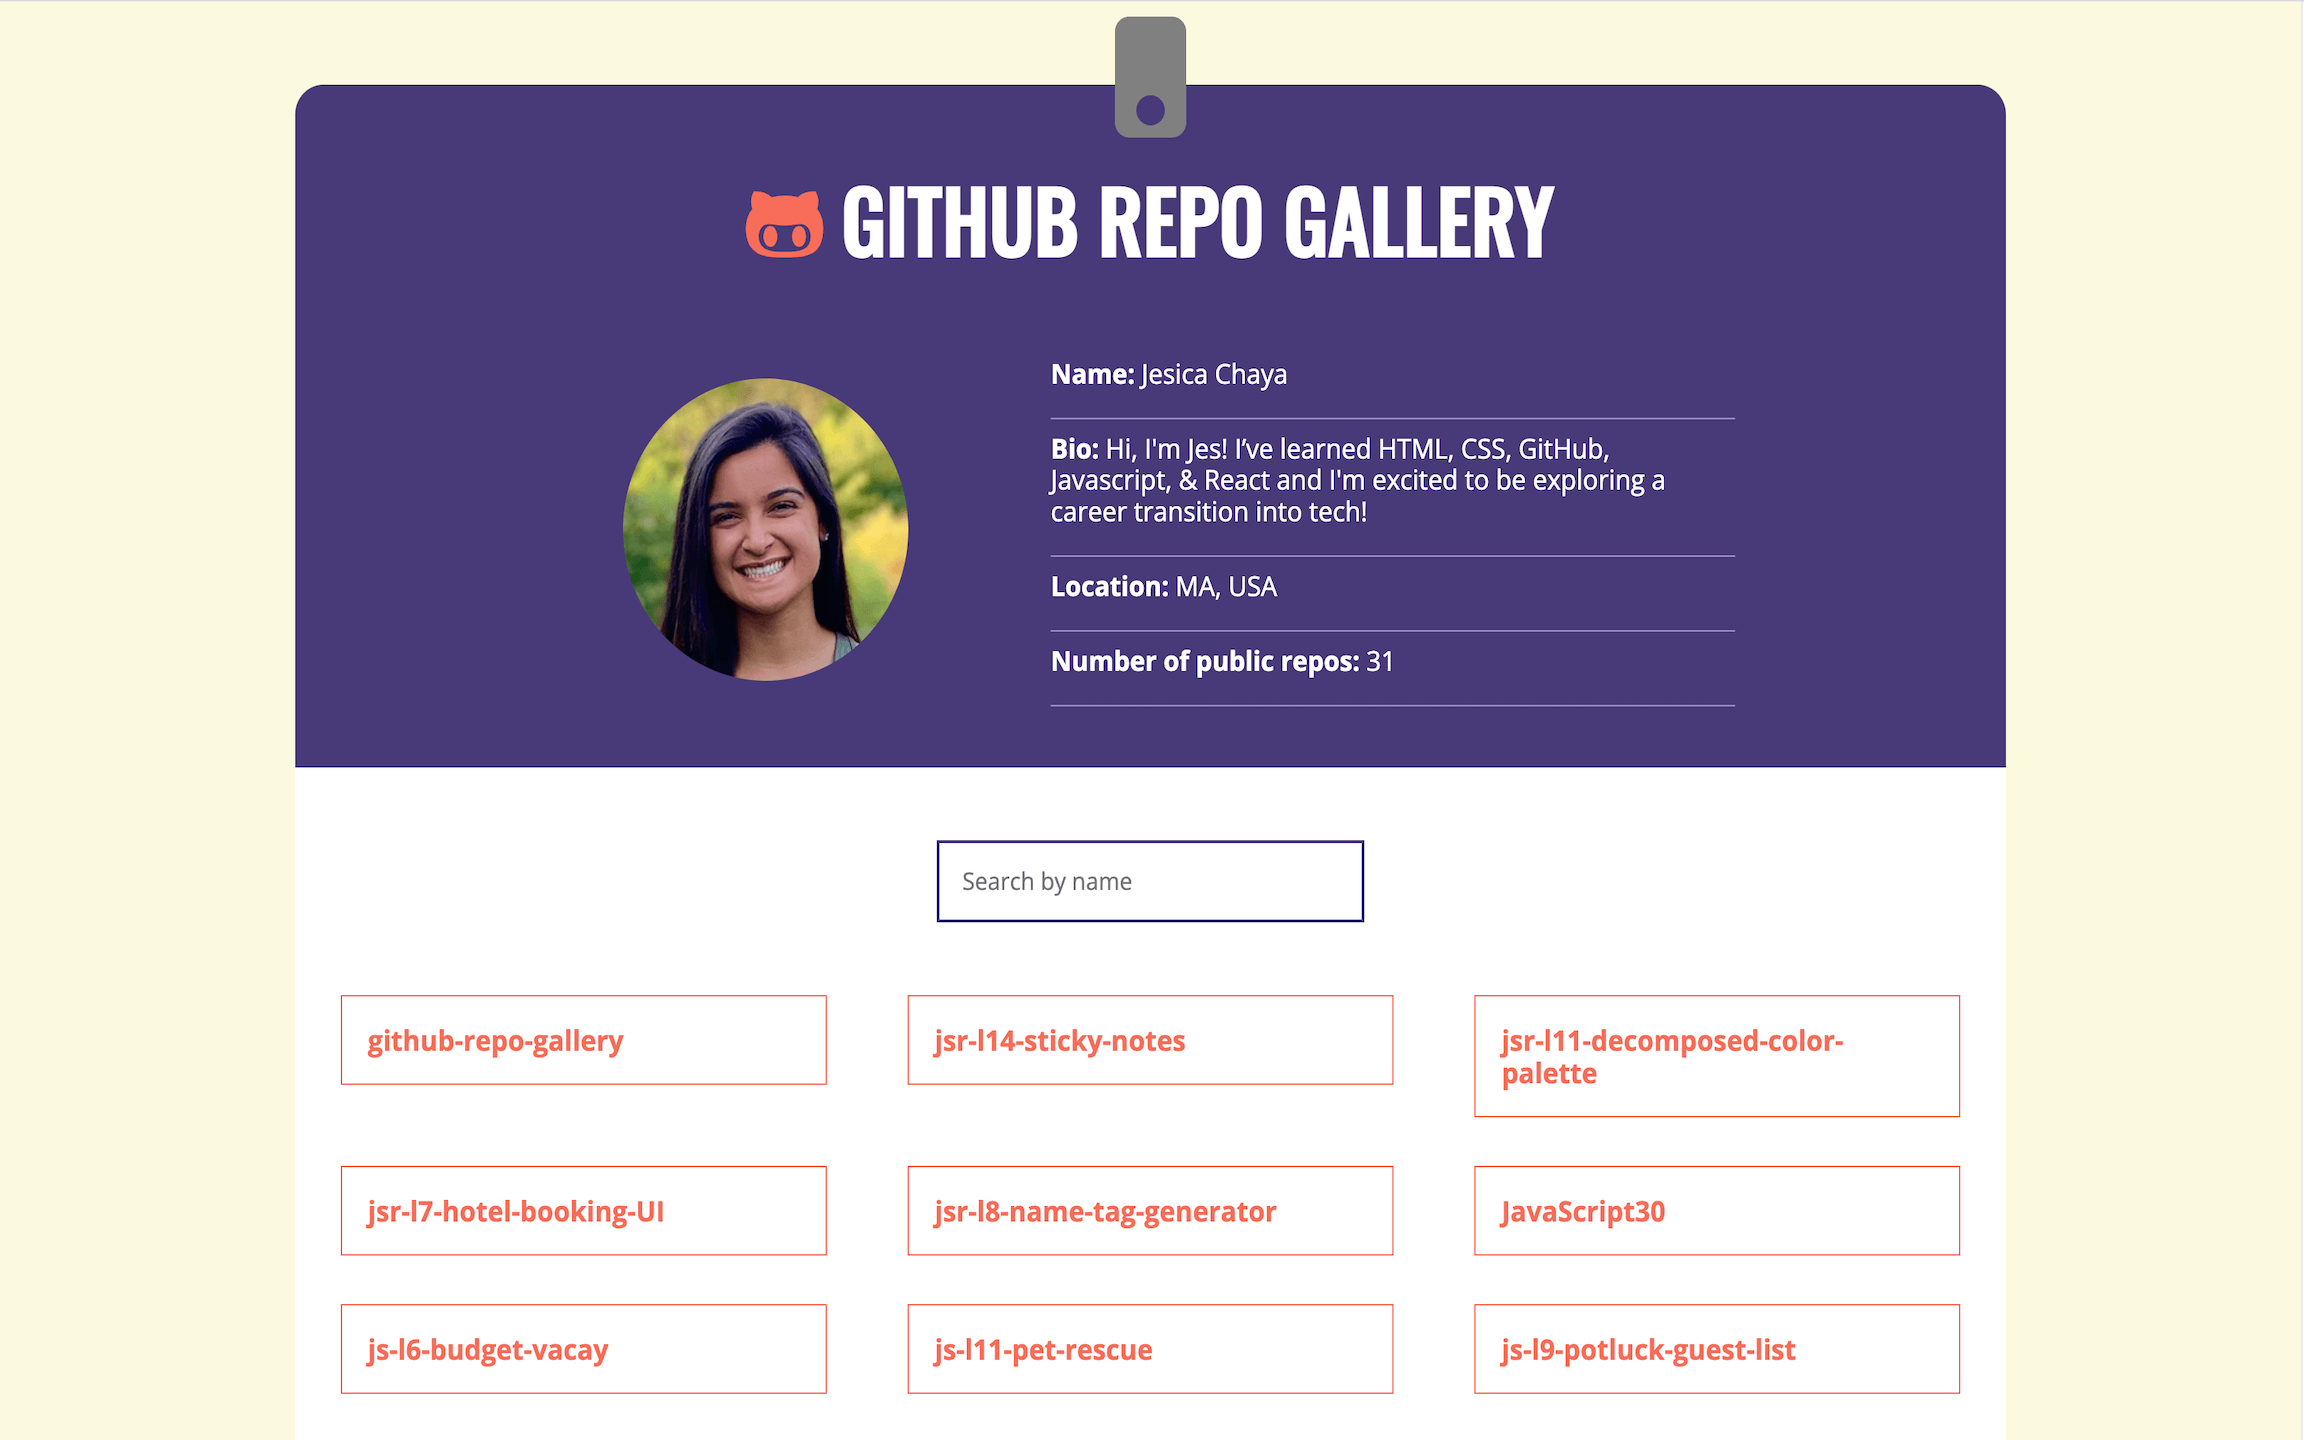 GITHUB REPO GALLERY
Name: Jesica Chaya
Bio: Hi, I'm Jes! I’ve learned HTML, CSS, GitHub,
Javascript, & React and I'm excited to be exploring a
career transition into tech!
Location: MA, USA
Number of public repos: 31
Search by name
github-repo-gallery
jsr-l14-sticky-notes
jsr-l11-decomposed-color-
palette
jsr-l7-hotel-booking-UI
jsr-l8-name-tag-generator
JavaScript30
js-l6-budget-vacay
js-l11-pet-rescue
js-l9-potluck-guest-list